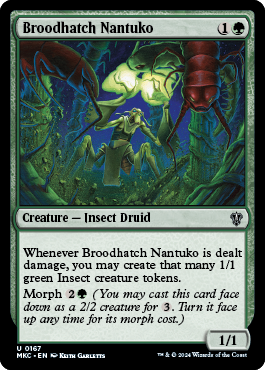 Broodhatch Nantuko 1
Creature — Insect Druid
Whenever Broodhatch Nantuko is dealt
damage, you may create that many 1/1
green Insect creature tokens.
Morph 2 (You may cast this card face
down as a 2/2 creature for 3. Turn it face
up any time for its morph cost.)
1/1
U 0167
MKC • EN Keith Garletts
™ & © 2024 Wizards of the Coast